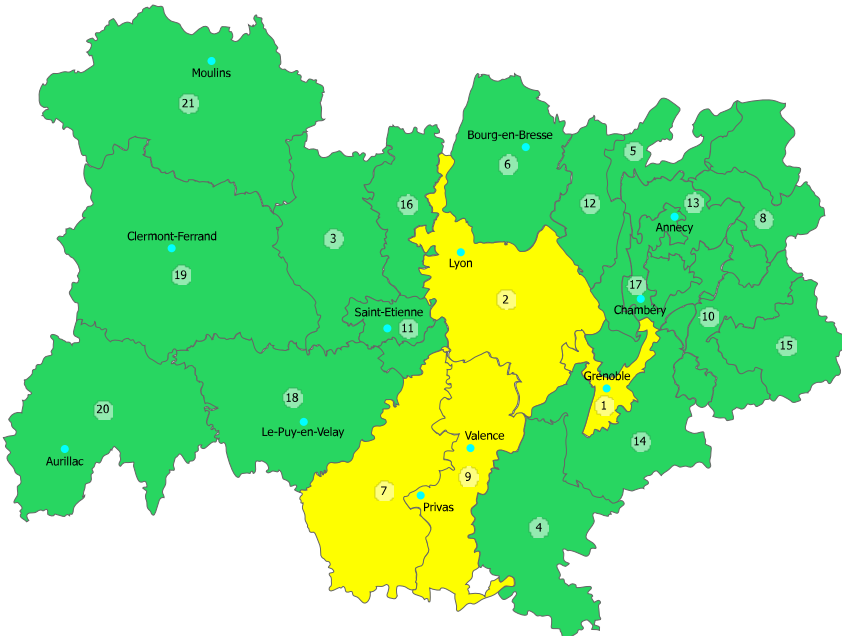 Moulins
21
Bourg-en-Bresse
6
5
12
13
16
Annecy
8
Clermont-Ferrand
3
Lyon
19
17
2
Chambéry
10
Saint-Etienne
11
15
Grenoble
18
1
20
Le-Puy-en-Velay
Valence
14
Aurillac
9
7
Privas
4